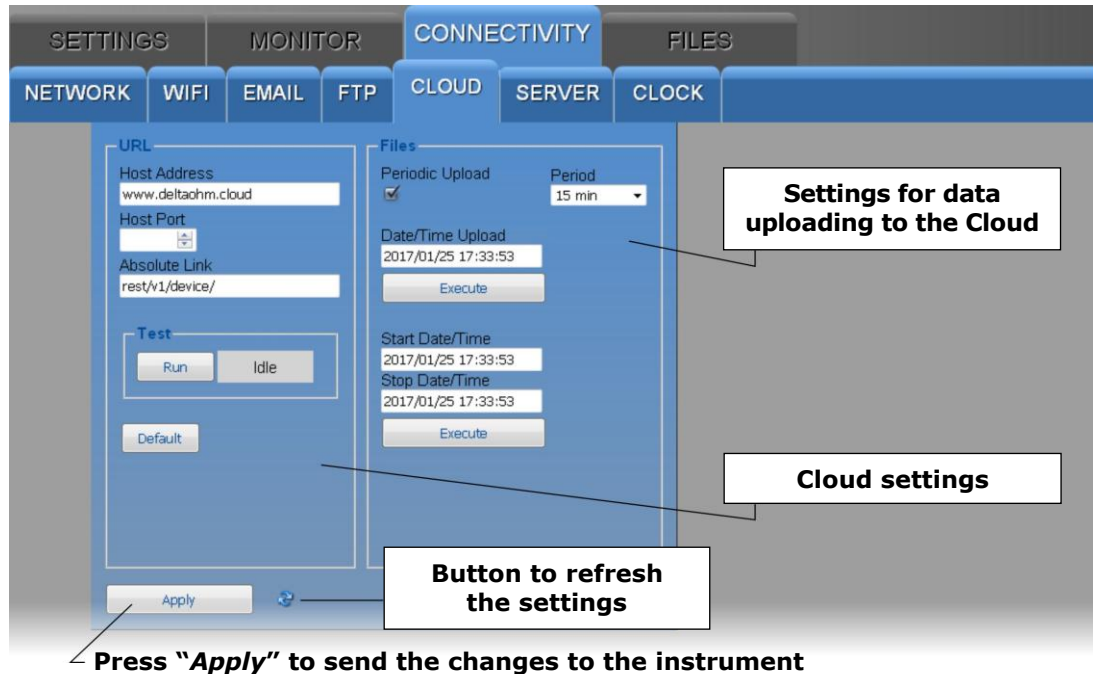 SETTINGS MONITOR CONNECTIVITY FILES
NETWORK WIFI EMAIL FTP CLOUD SERVER CLOCK
URL
Host Address
www.deltaohm.cloud
Host Port
Absolute Link
rest/v1/device/
Test
Run Idle
Default
Files
Periodic Upload Period
15 min
Date/Time Upload
2017/01/25 17:33:53
Execute
Start Date/Time
2017/01/25 17:33:53
Stop Date/Time
2017/01/25 17:33:53
Execute
Settings for data
uploading to the Cloud
Cloud settings
Button to refresh
the settings
Apply
Press “Apply” to send the changes to the instrument